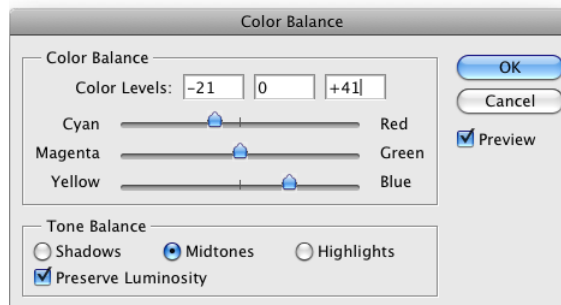 Color Balance
Color Balance
Color Levels: -21 0 +41
OK
Cancel
Cyan Red
Preview
Magenta Green
Yellow Blue
Tone Balance
Shadows Midtones Highlights
Preserve Luminosity